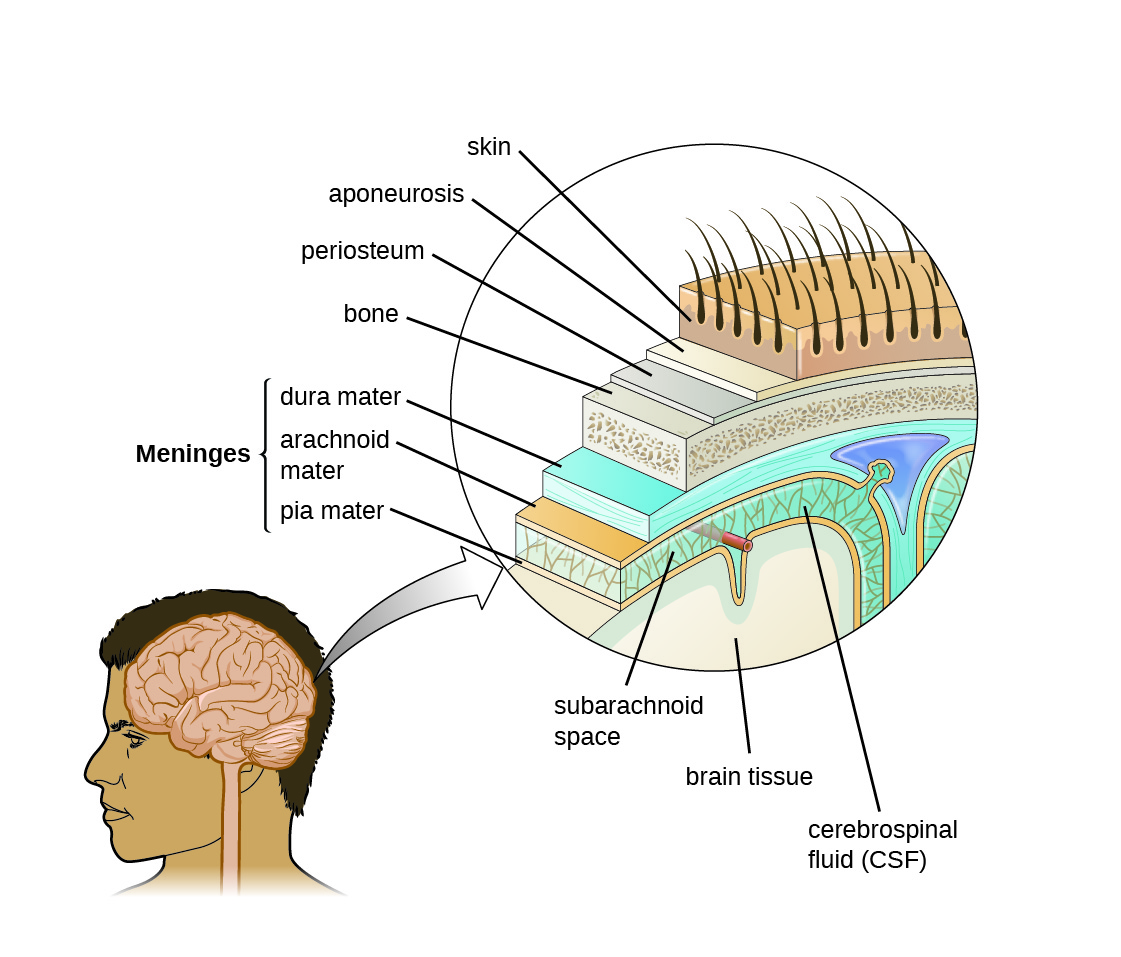 skin
aponeurosis
periosteum
bone
dura mater
Meninges
arachnoid
mater
pia mater
subarachnoid
space
brain tissue
cerebrospinal
fluid (CSF)